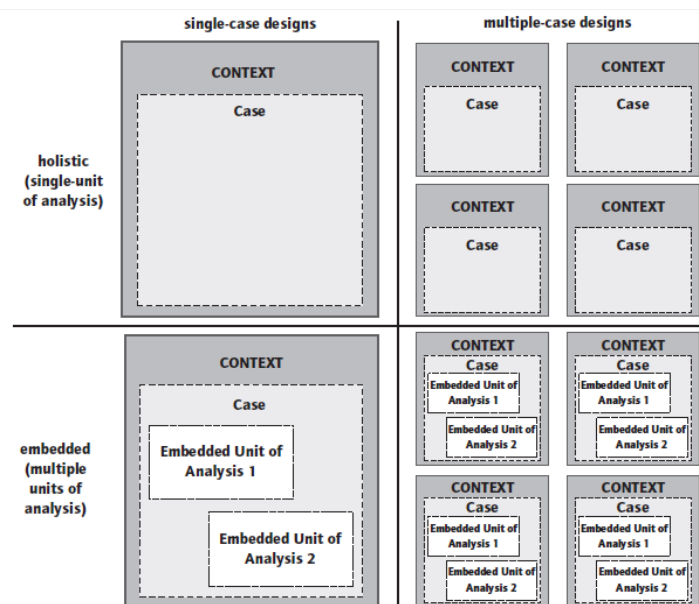 single-case designs
multiple-case designs
holistic
(single-unit
of analysis)
CONTEXT
Case
CONTEXT
Case
CONTEXT
Case
CONTEXT
Case
CONTEXT
Case
embedded
(multiple
units of
analysis)
CONTEXT
Case
Embedded Unit of
Analysis 1
Embedded Unit of
Analysis 2
CONTEXT
Case
Embedded Unit of
Analysis 1
Embedded Unit of
Analysis 2
CONTEXT
Case
Embedded Unit of
Analysis 1
Embedded Unit of
Analysis 2
CONTEXT
Case
Embedded Unit of
Analysis 1
Embedded Unit of
Analysis 2
CONTEXT
Case
Embedded Unit of
Analysis 1
Embedded Unit of
Analysis 2